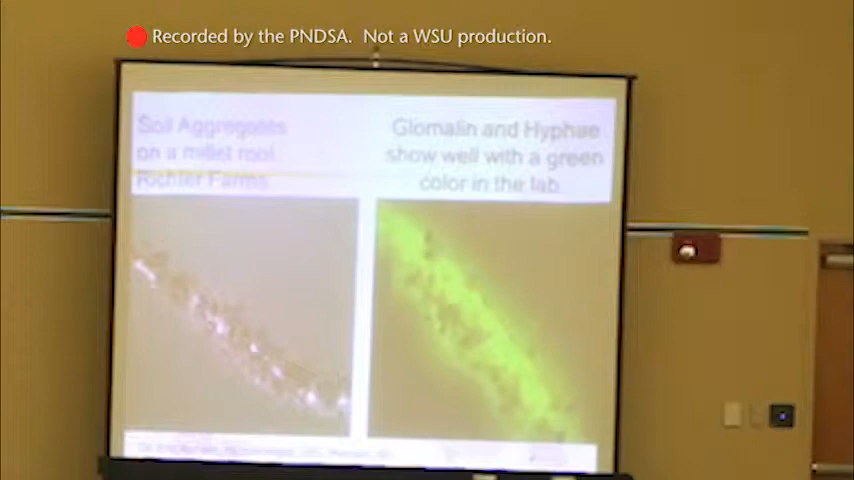 Recorded by the PNDSA. Not a WSU production.
Soil Aggregates
on a millet root.
Richter Farms
Glomalin and Hyphae
show well with a green
color in the lab